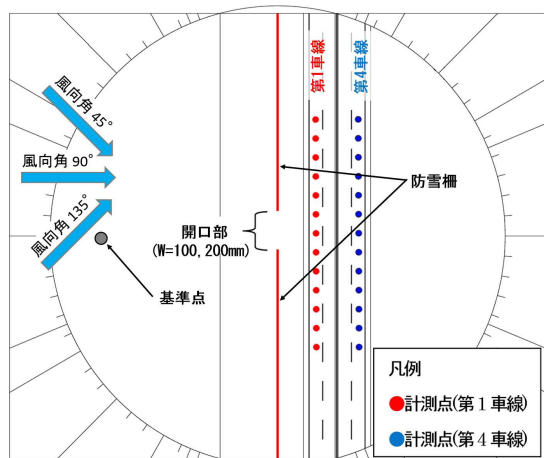 第1車線
第4車線
風向角 45°
風向角 90°
風向角 135°
防雪柵
開口部
(W=100, 200mm)
基準点
凡例
計測点(第１車線)
計測点(第４車線)